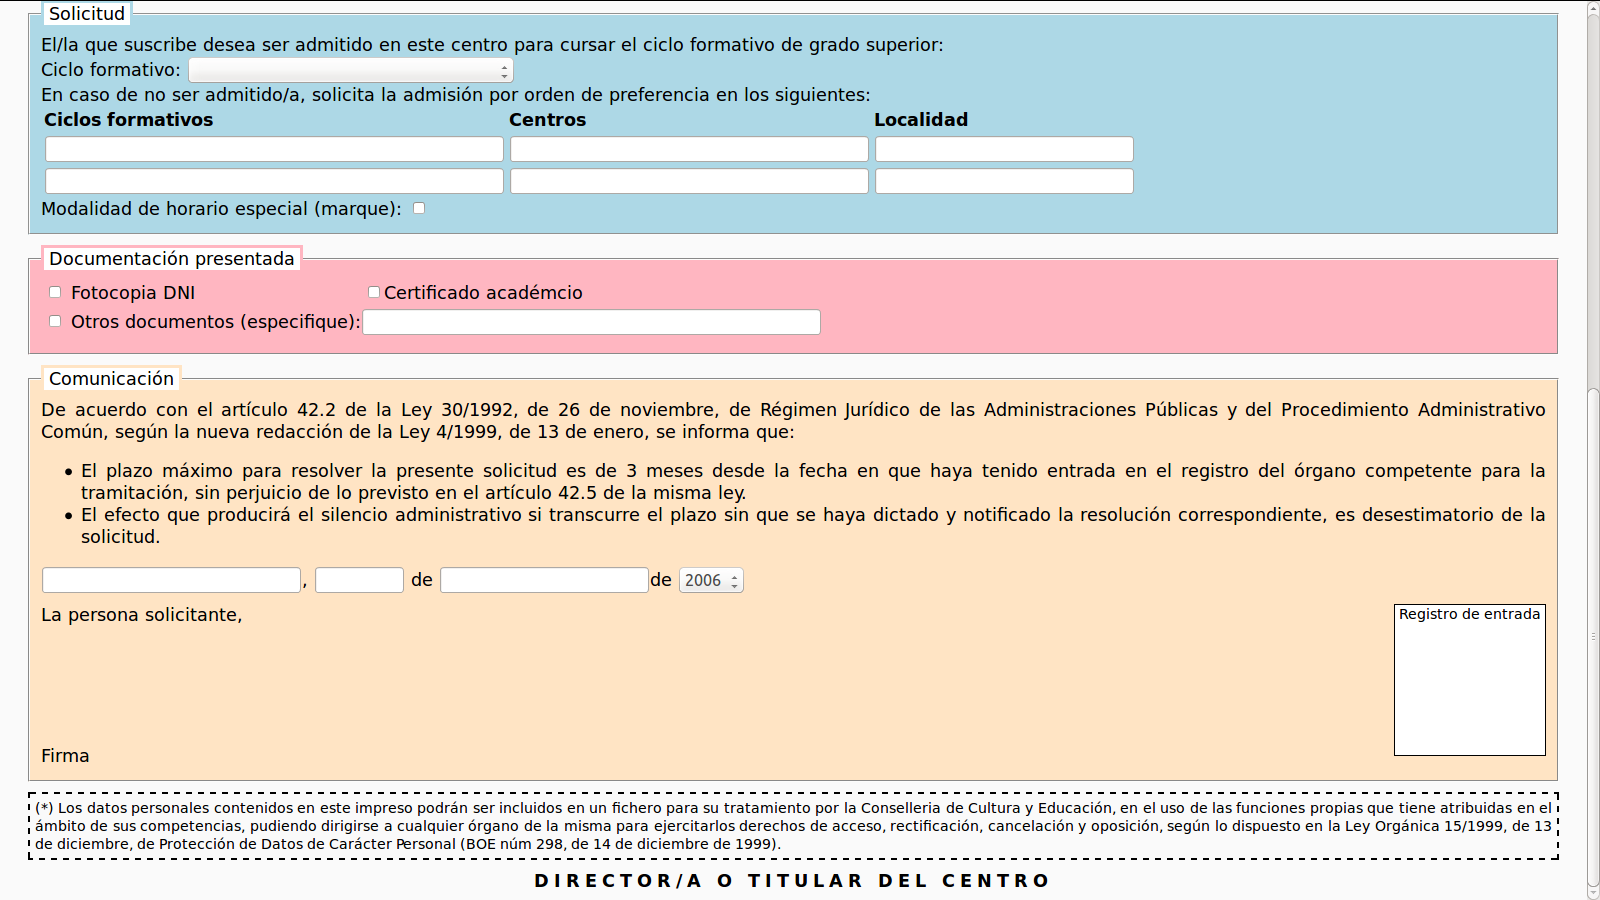 Solicitud
El/la que suscribe desea ser admitido en este centro para cursar el ciclo formativo de grado superior:
Ciclo formativo:
En caso de no ser admitido/a, solicita la admisión por orden de preferencia en los siguientes:
Ciclos formativos Centros Localidad
Modalidad de horario especial (marque):
Documentación presentada
Fotocopia DNI Certificado académcio
Otros documentos (especifique):
Comunicación
De acuerdo con el artículo 42.2 de la Ley 30/1992, de 26 de noviembre, de Régimen Jurídico de las Administraciones Públicas y del Procedimiento Administrativo
Común, según la nueva redacción de la Ley 4/1999, de 13 de enero, se informa que:
• El plazo máximo para resolver la presente solicitud es de 3 meses desde la fecha en que haya tenido entrada en el registro del órgano competente para la
tramitación, sin perjuicio de lo previsto en el artículo 42.5 de la misma ley.
• El efecto que producirá el silencio administrativo si transcurre el plazo sin que se haya dictado y notificado la resolución correspondiente, es desestimatorio de la
solicitud.
, de de 2006
La persona solicitante,
Registro de entrada
Firma
(*) Los datos personales contenidos en este impreso podrán ser incluidos en un fichero para su tratamiento por la Conselleria de Cultura y Educación, en el uso de las funciones propias que tiene atribuidas en el
ámbito de sus competencias, pudiendo dirigirse a cualquier órgano de la misma para ejercitarlos derechos de acceso, rectificación, cancelación y oposición, según lo dispuesto en la Ley Orgánica 15/1999, de 13
de diciembre, de Protección de Datos de Carácter Personal (BOE núm 298, de 14 de diciembre de 1999).
DIRECTOR/A O TITULAR DEL CENTRO